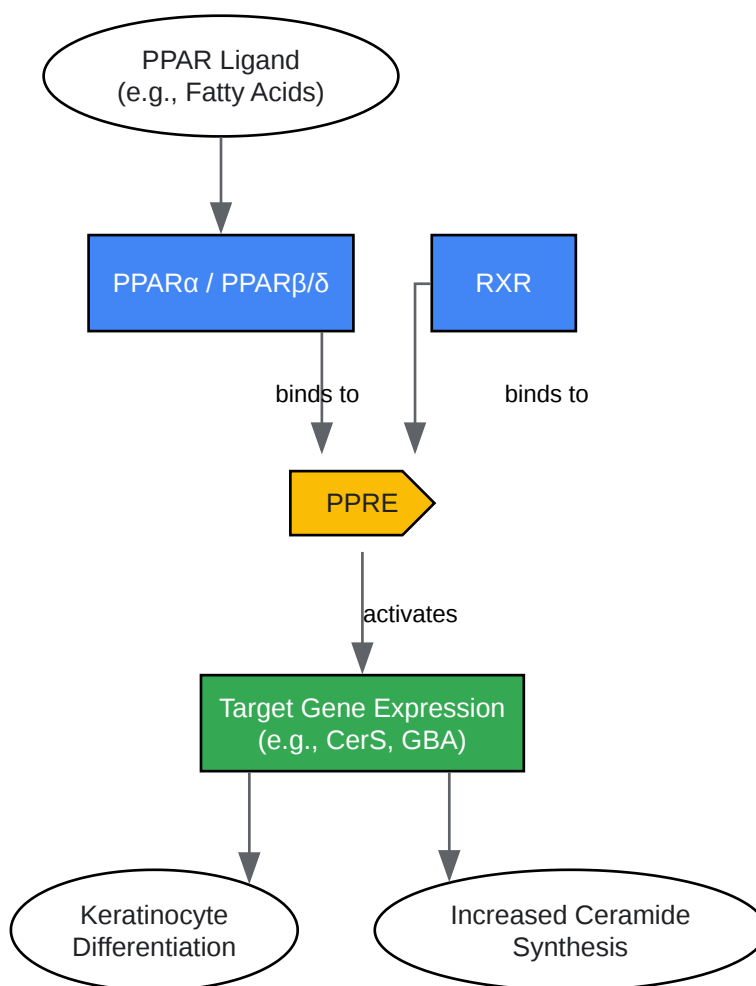 PPAR Ligand
(e.g., Fatty Acids)
PPARα / PPARβ/δ
RXR
binds to
binds to
PPRE
activates
Target Gene Expression
(e.g., CerS, GBA)
Keratinocyte
Differentiation
Increased Ceramide
Synthesis